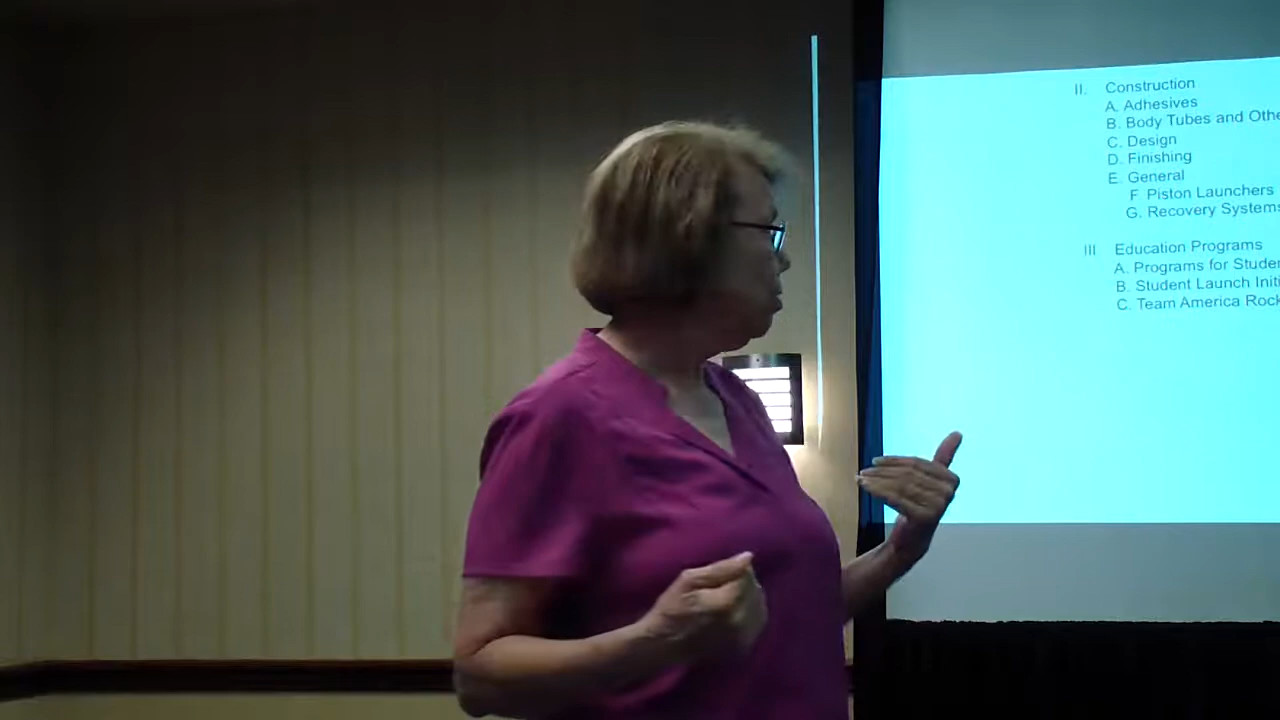 II. Construction
A. Adhesives
B. Body Tubes and
C. Design
D. Finishing
E. General
F Piston Launchers
G. Recovery Systems
III Education Programs
A. Programs for
B. Student Launch
C. Team America